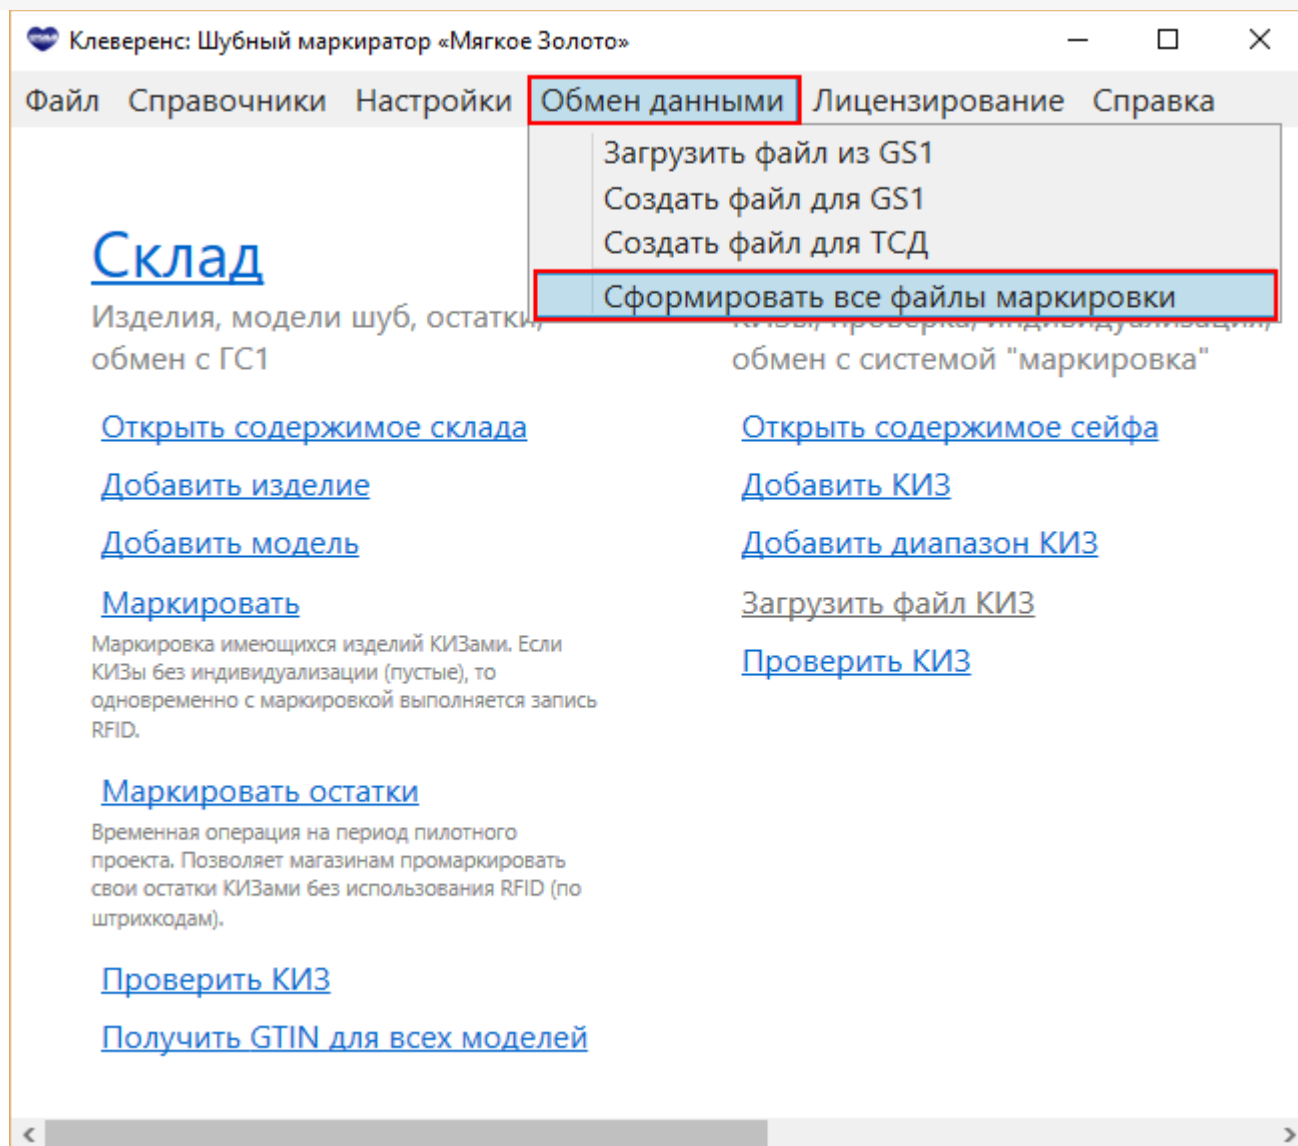 Клеверенс: Шубный маркиратор «Мягкое Золото»
Файл Справочники Настройки Обмен данными Лицензирование Справка
Загрузить файл из GS1
Создать файл для GS1
Создать файл для ТСД
Сформировать все файлы маркировки
Склад
Изделия, модели шуб, остатки,
обмен с ГС1
Открыть содержимое склада
Добавить изделие
Добавить модель
Маркировать
Маркировка имеющихся изделий КИЗами. Если
КИЗы без индивидуализации (пустые), то
одновременно с маркировкой выполняется запись
RFID.
Маркировать остатки
Временная операция на период пилотного
проекта. Позволяет магазинам промаркировать
свои остатки КИЗами без использования RFID (по
штрихкодам).
Проверить КИЗ
Получить GTIN для всех моделей
КИЗы, проверка, индивидуализация,
обмен с системой "маркировка"
Открыть содержимое сейфа
Добавить КИЗ
Добавить диапазон КИЗ
Загрузить файл КИЗ
Проверить КИЗ